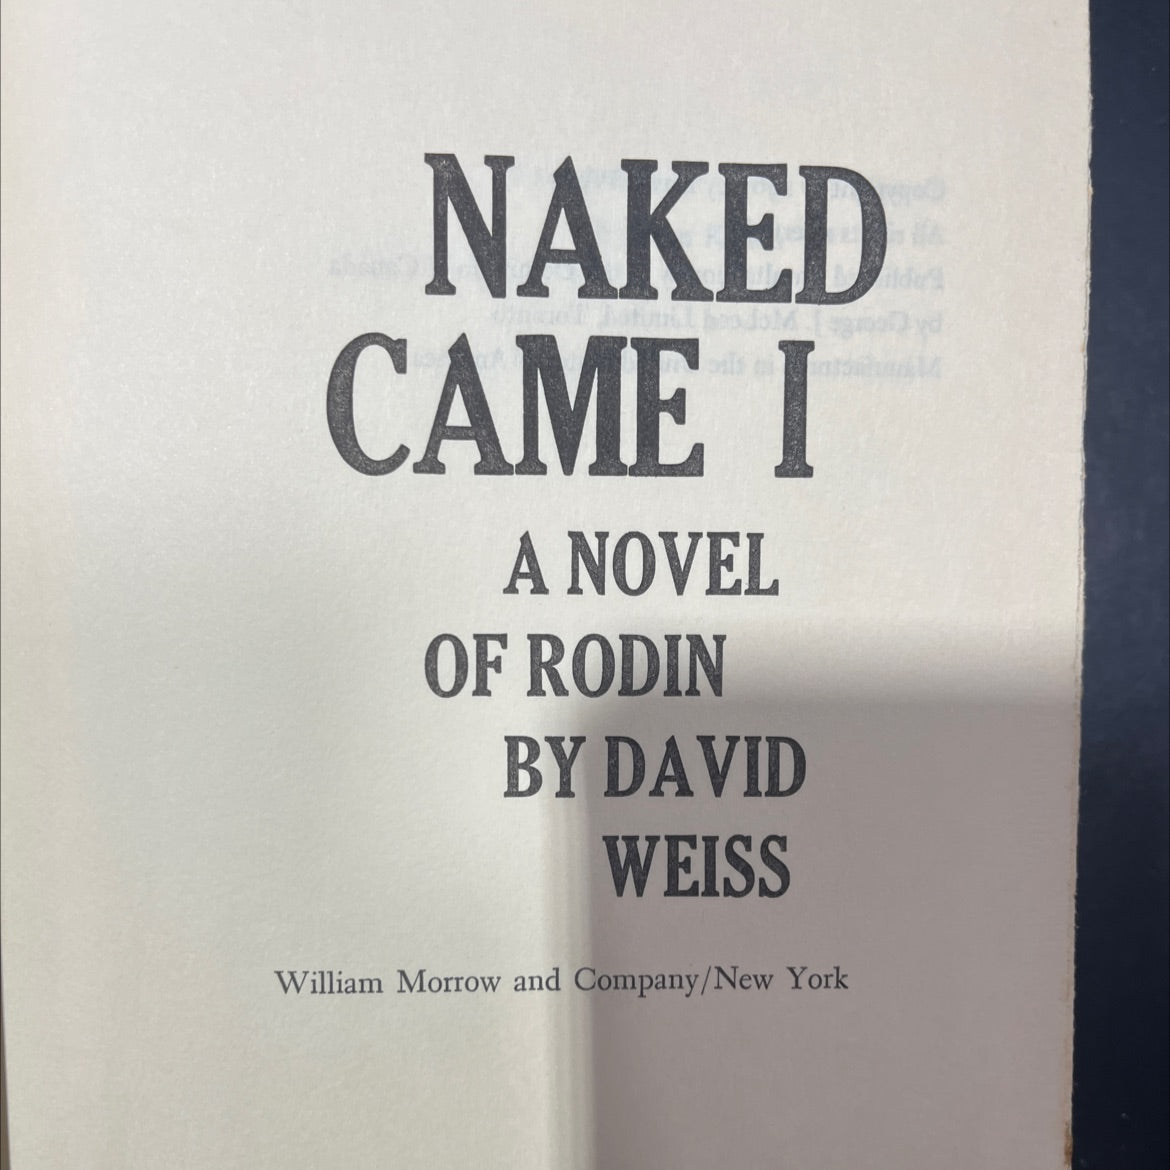 NAKED
CAME I
A NOVEL
OF RODIN
BY DAVID
WEISS
William Morrow and Company/New York